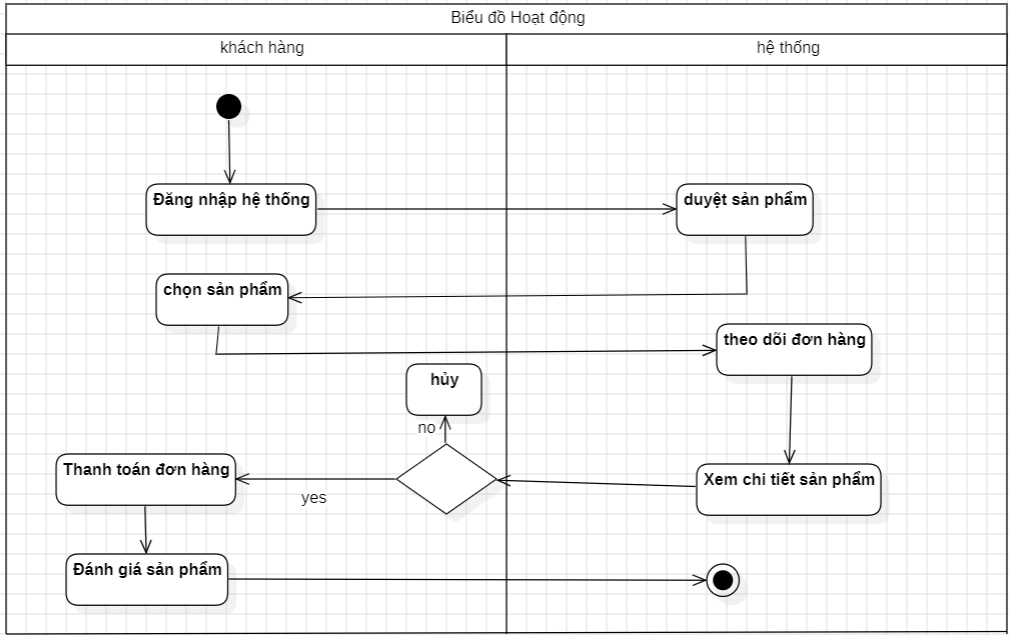 Biểu đồ Hoạt động
khách hàng
hệ thống
Đăng nhập hệ thống
duyệt sản phẩm
chọn sản phẩm
theo dõi đơn hàng
hủy
no
Thanh toán đơn hàng
yes
Xem chi tiết sản phẩm
Đánh giá sản phẩm